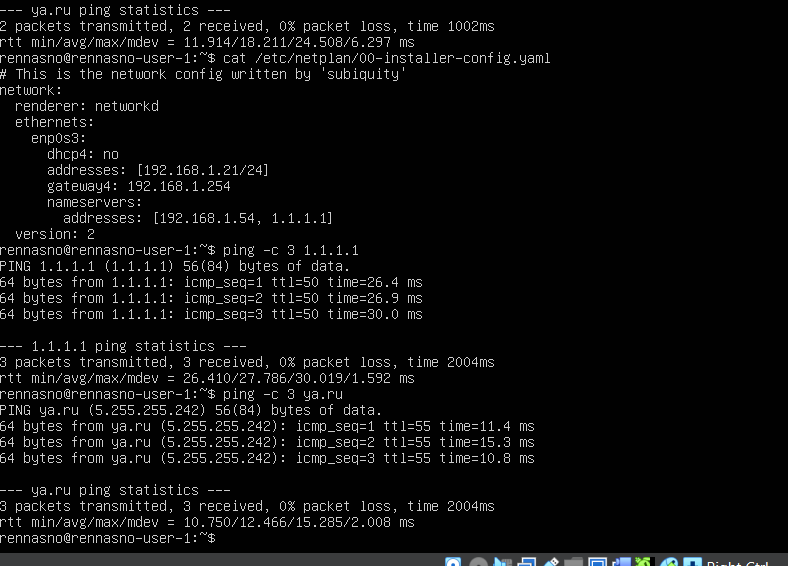 --- ya.ru ping statistics ---
2 packets transmitted, 2 received, 0% packet loss, time 1002ms
rtt min/avg/max/mdev = 11.914/18.211/24.508/6.297 ms
rennasno@rennasno-user-1:~$ cat /etc/netplan/00-installer-config.yaml
# This is the network config written by 'subiquity'
network:
  renderer: networkd
  ethernets:
    enp0s3:
      dhcp4: no
      addresses: [192.168.1.21/24]
      gateway4: 192.168.1.254
      nameservers:
        addresses: [192.168.1.54, 1.1.1.1]
  version: 2
rennasno@rennasno-user-1:~$ ping -c 3 1.1.1.1
PING 1.1.1.1 (1.1.1.1) 56(84) bytes of data.
64 bytes from 1.1.1.1: icmp_seq=1 ttl=50 time=26.4 ms
64 bytes from 1.1.1.1: icmp_seq=2 ttl=50 time=26.9 ms
64 bytes from 1.1.1.1: icmp_seq=3 ttl=50 time=30.0 ms
--- 1.1.1.1 ping statistics ---
3 packets transmitted, 3 received, 0% packet loss, time 2004ms
rtt min/avg/max/mdev = 26.410/27.786/30.019/1.592 ms
rennasno@rennasno-user-1:~$ ping -c 3 ya.ru
PING ya.ru (5.255.255.242) 56(84) bytes of data.
64 bytes from ya.ru (5.255.255.242): icmp_seq=1 ttl=55 time=11.4 ms
64 bytes from ya.ru (5.255.255.242): icmp_seq=2 ttl=55 time=15.3 ms
64 bytes from ya.ru (5.255.255.242): icmp_seq=3 ttl=55 time=10.8 ms
--- ya.ru ping statistics ---
3 packets transmitted, 3 received, 0% packet loss, time 2004ms
rtt min/avg/max/mdev = 10.750/12.466/15.285/2.008 ms
rennasno@rennasno-user-1:~$
Right Ctrl